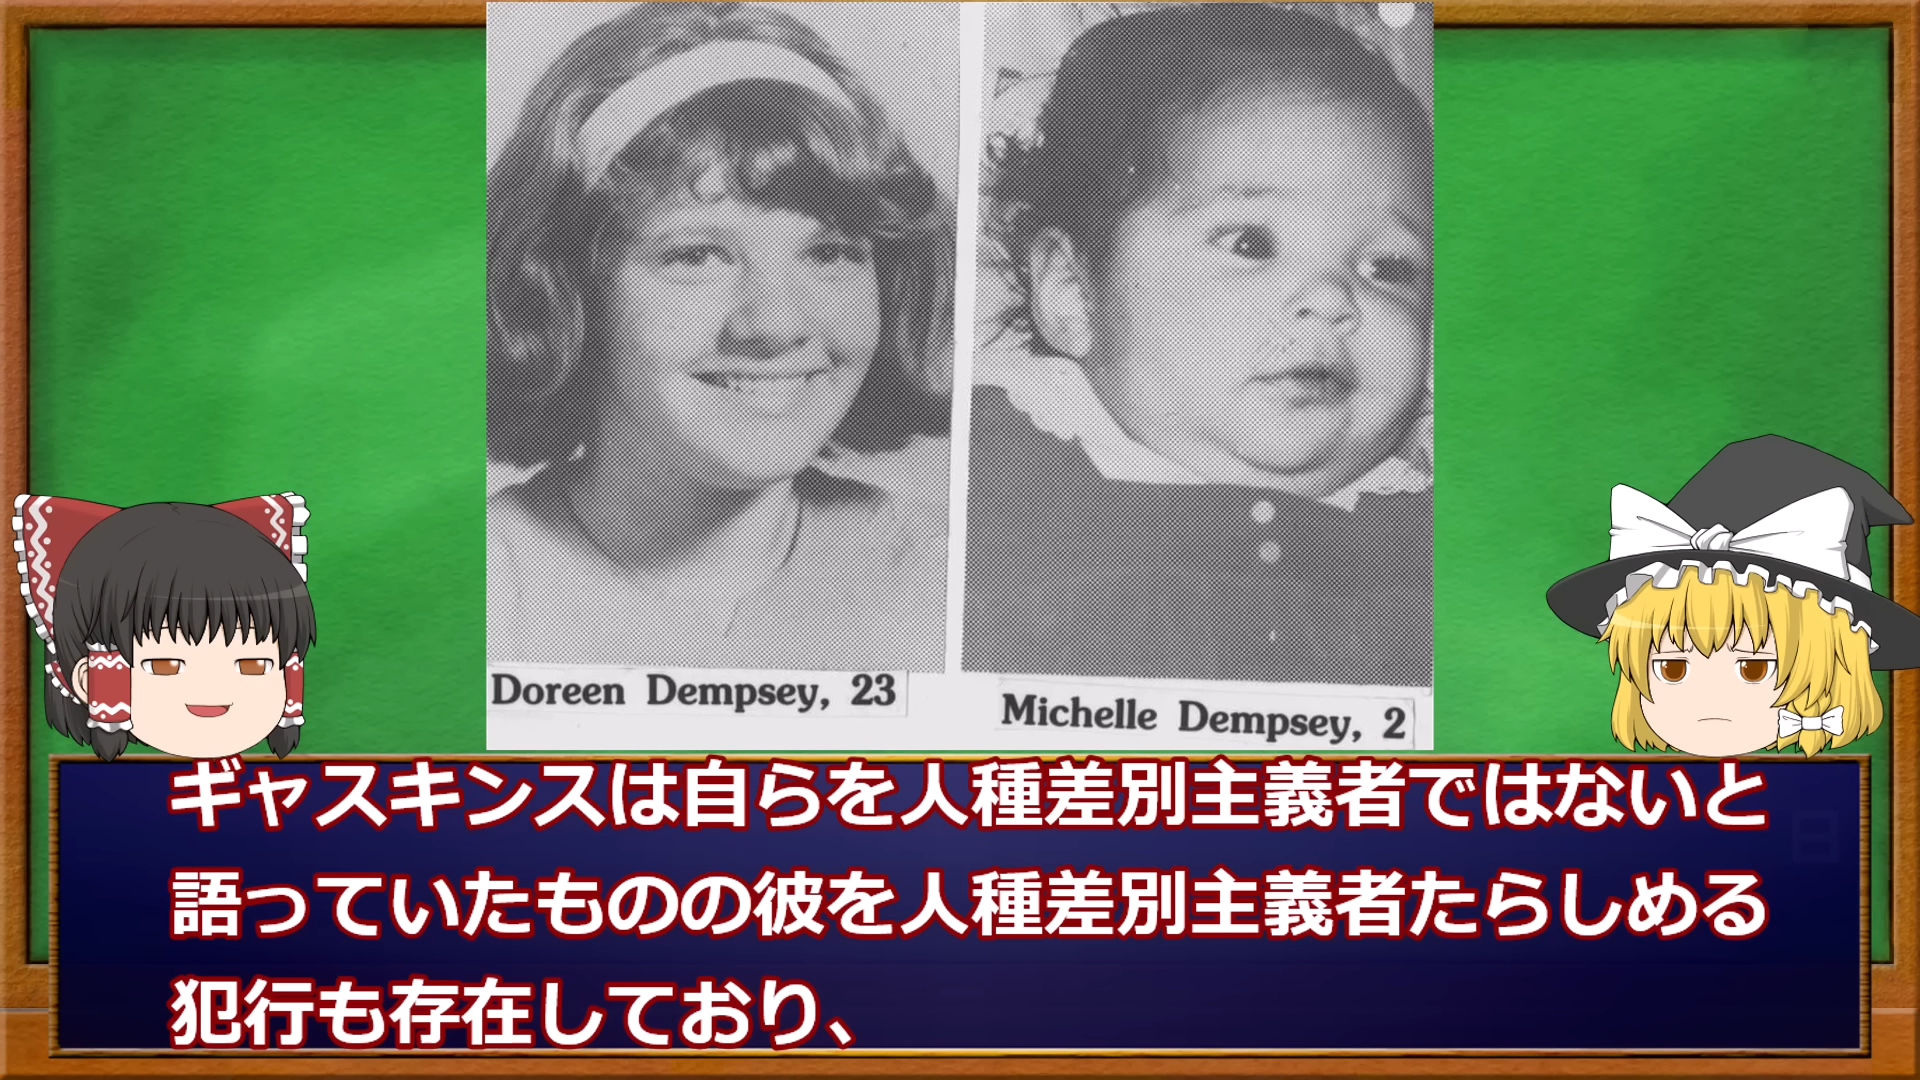 Doreen Dempsey, 23
Michelle Dempsey, 2
ギャスキンスは自らを人種差別主義者ではないと
語っていたものの彼を人種差別主義者たらしめる
犯行も存在しており、